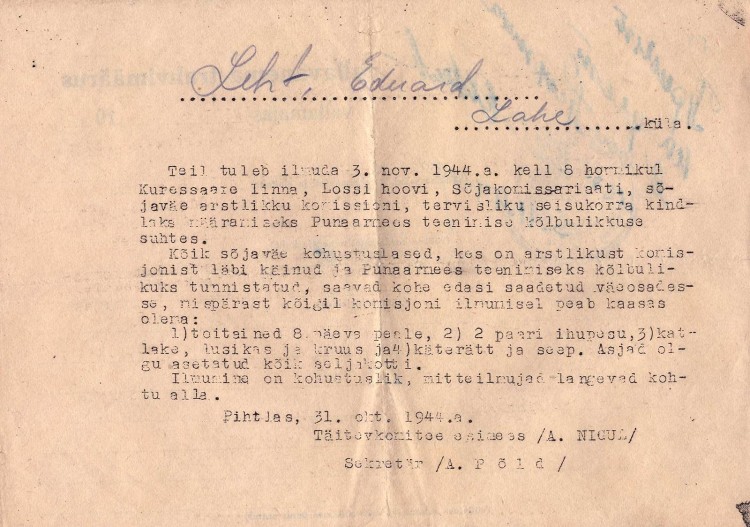 Leht, Eduard
Lahe küla.
Teil tuleb ilmuda 3. nov. 1944.a. kell 8 hommikul
Kuressaare linna, Lossi hoovi, Sõjakomissariaati, sõ-
javäe arstlikku komissioni, tervisliku seisukorra kind-
laks määramiseks Punaarmees teenimise kõlbulikkuse
suhtes.
Kõik sõjaväe kohustuslased, kes on arstlikust komis-
jonist läbi käinud ja Punaarmees teenimiseks kõlbuli-
kuks tunnistatud, saavad kohe edasi saadetud väeosades-
se, mispärast kõigil komisjoni ilmumisel peab kaasas
olema:
1)toitained 8 päeva peale, 2) 2 paari ihupesu,3)kat-
lake, lusikas ja kruus ja4)käterätt ja seep. Asjad ol-
gu asetatud kõik seljakotti.
Ilmumine on kohustuslik, mitteilmujad langevad koh-
tu alla.
Pihtlas, 31. okt. 1944.a.
Täitevkomitee esimees /A. NIGUL/
Sekretär /A. Põld/